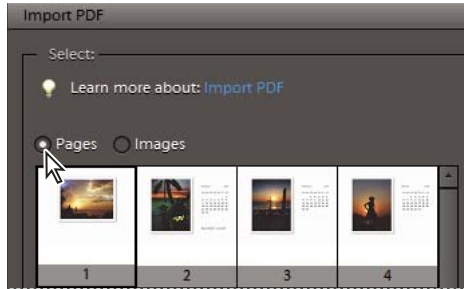 Import PDF
Select:
Learn more about: Import PDF
Pages Images
1 2 3 4